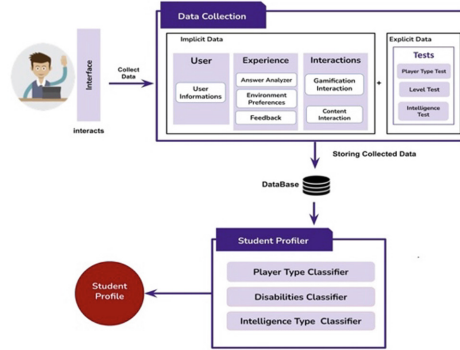 Data Collection
Implicit Data
Explicit Data
User
Experience
Interactions
Tests
Interface
Collect
Data
User
Informations
Answer Analyzer
Environment
Preferences
Feedback
Gamification
Interaction
Content
Interaction
+
Player Type Test
Level Test
Intelligence
Test
interacts
Storing Collected Data
DataBase
Student Profiler
Player Type Classifier
Disabilities Classifier
Intelligence Type Classifier
Student
Profile